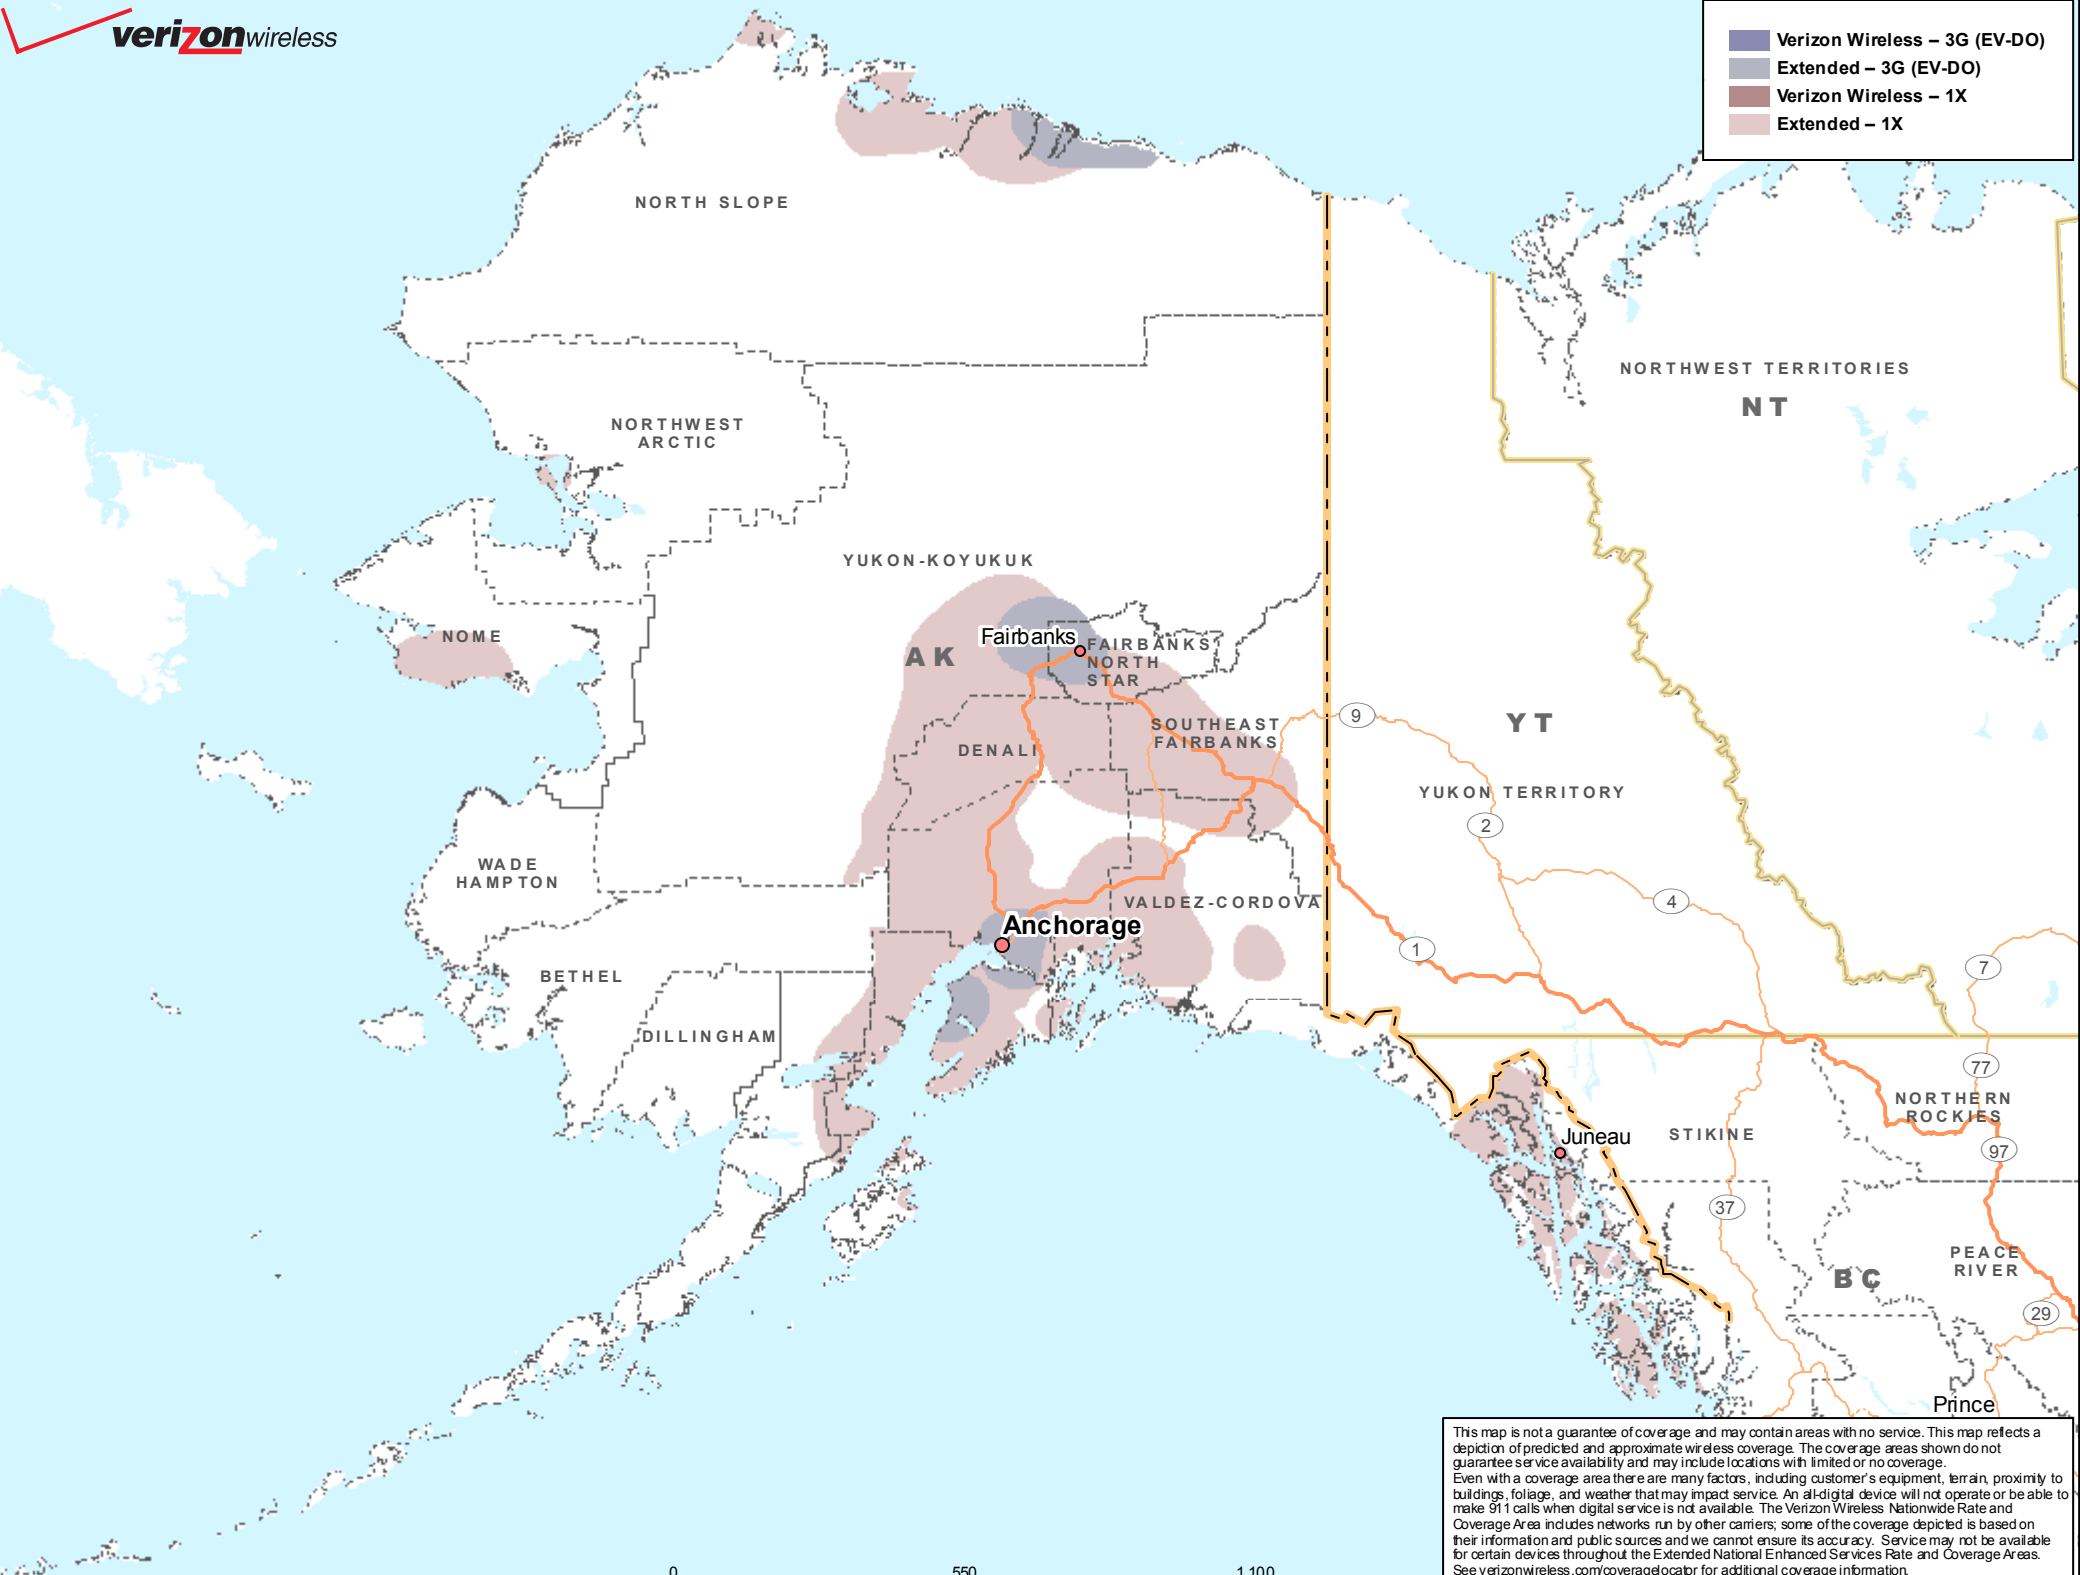 verizonwireless
Verizon Wireless – 3G (EV-DO)
Extended – 3G (EV-DO)
Verizon Wireless – 1X
Extended – 1X
NORTH SLOPE
NORTHWEST TERRITORIES
NT
NORTHWEST
ARCTIC
YUKON-KOYUKUK
NOME
AK
Fairbanks
FAIRBANKS
NORTH
STAR
DENALI
SOUTHEAST
FAIRBANKS
9
YT
YUKON TERRITORY
2
WADE
HAMPTON
VALDEZ-CORDOVA
4
Anchorage
1
7
BETHEL
DILLINGHAM
77
NORTHERN
ROCKIES
Juneau
STIKINE
97
37
PEACE
RIVER
BC
29
Prince
This map is not a guarantee of coverage and may contain areas with no service. This map reflects a
depiction of predicted and approximate wireless coverage. The coverage areas shown do not
guarantee service availability and may include locations with limited or no coverage.
Even with a coverage area there are many factors, including customer's equipment, terrain, proximity to
buildings, foliage, and weather that may impact service. An all-digital device will not operate or be able to
make 911 calls when digital service is not available. The Verizon Wireless Nationwide Rate and
Coverage Area includes networks run by other carriers; some of the coverage depicted is based on
their information and public sources and we cannot ensure its accuracy. Service may not be available
for certain devices throughout the Extended National Enhanced Services Rate and Coverage Areas.
See verizonwireless.com/coveragelocator for additional coverage information.
0 550 1,100